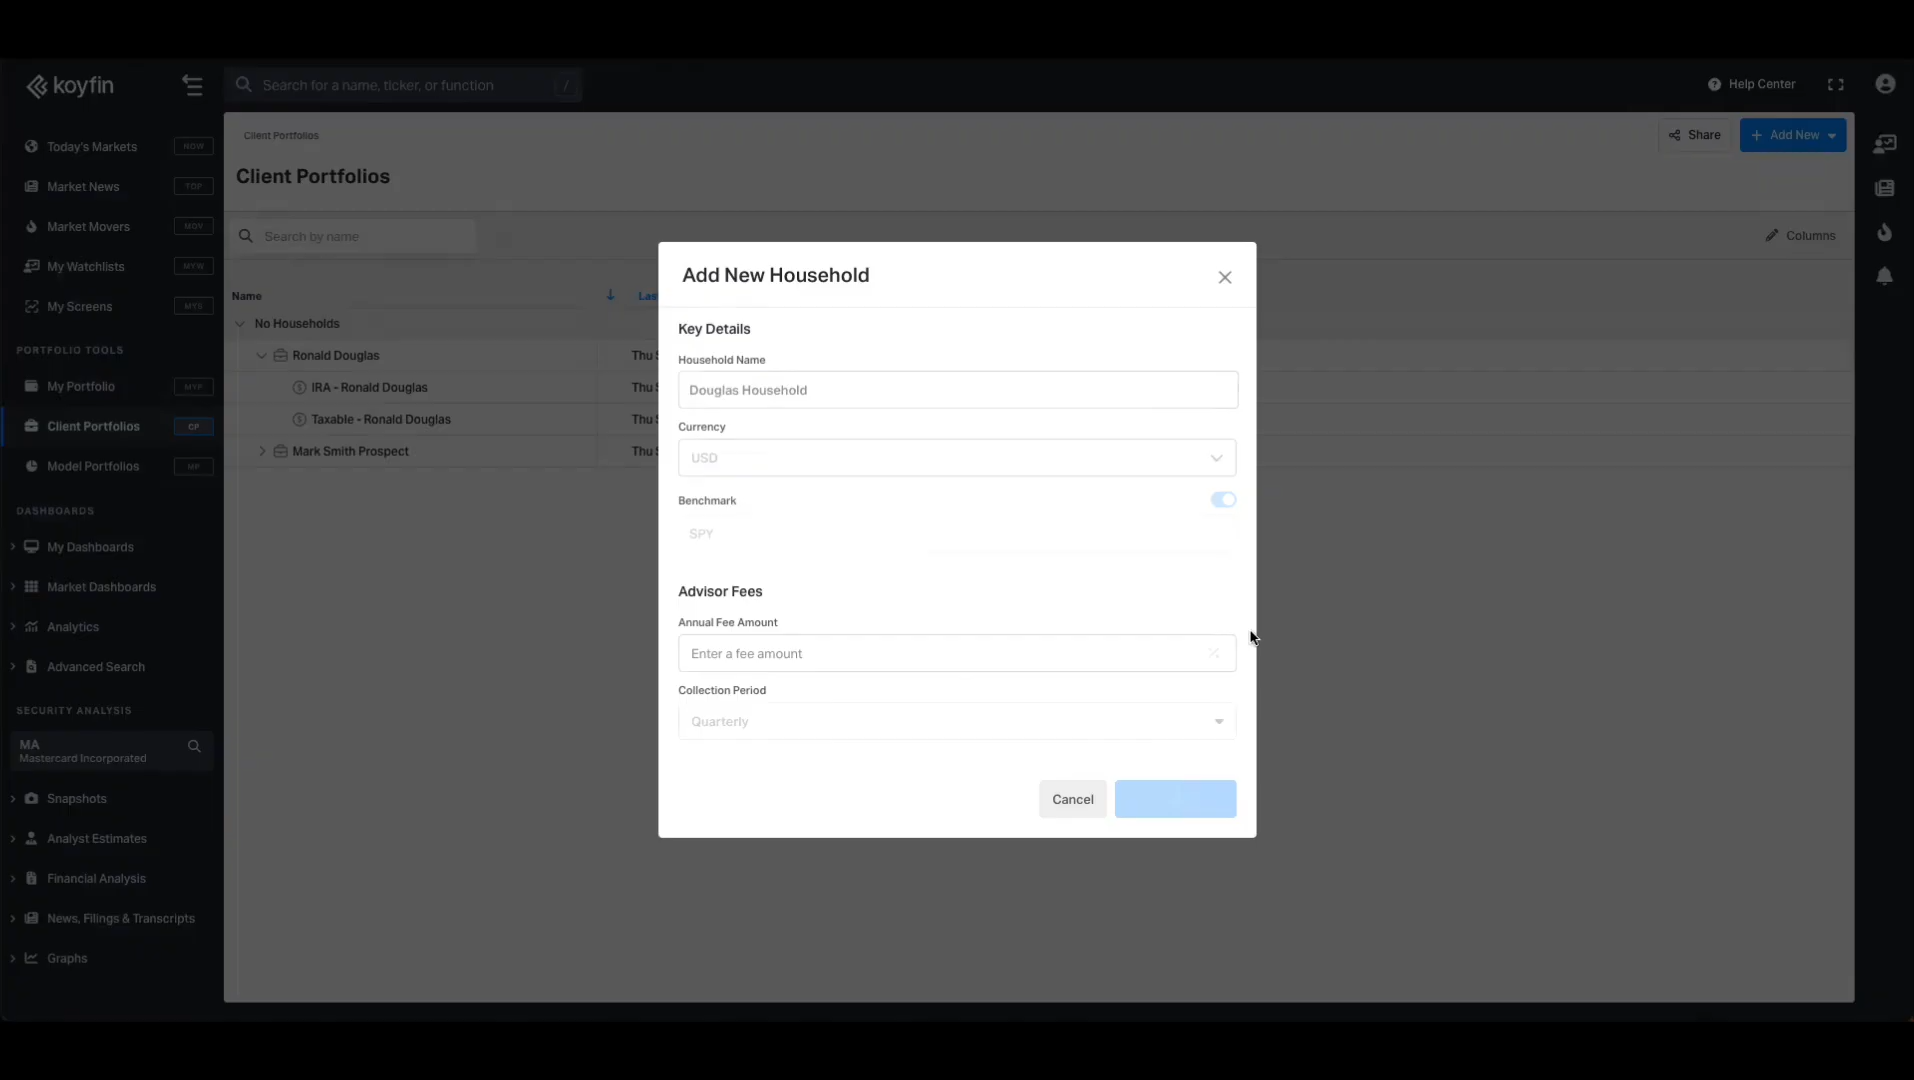 koyfin
Search for a name, ticker, or function /
Help Center
Today's Markets NOW
Market News TOP
Market Movers MOV
My Watchlists MYW
My Screens MYS
PORTFOLIO TOOLS
My Portfolio MYP
Client Portfolios CP
Model Portfolios MP
DASHBOARDS
My Dashboards
Market Dashboards
Analytics
Advanced Search
SECURITY ANALYSIS
MA
Mastercard Incorporated
Snapshots
Analyst Estimates
Financial Analysis
News, Filings & Transcripts
Graphs
Client Portfolios
Share
+ Add New
Client Portfolios
Search by name
Columns
Name Las
No Households
Ronald Douglas Thu S
IRA - Ronald Douglas Thu S
Taxable - Ronald Douglas Thu S
Mark Smith Prospect Thu S
Add New Household
Key Details
Household Name
Douglas Household
Currency
USD
Benchmark
SPY
Advisor Fees
Annual Fee Amount
Enter a fee amount %
Collection Period
Quarterly
Cancel